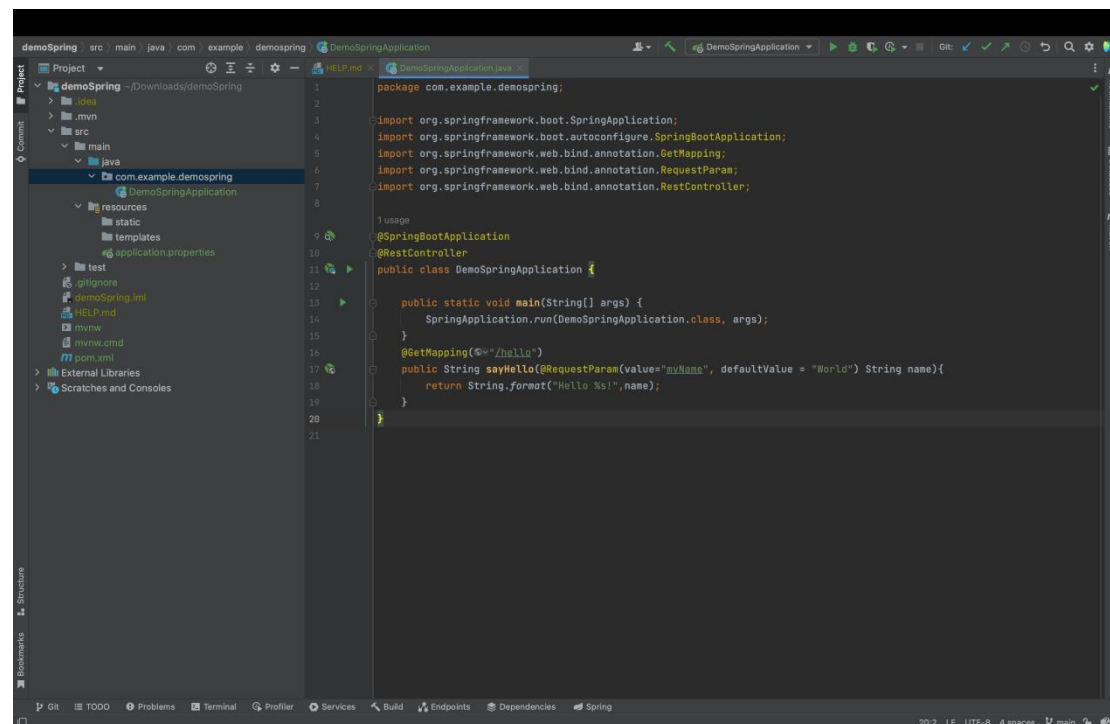 demoSpring src main java com example demospring DemoSpringApplication
DemoSpringApplication
Git:
Project
demoSpring ~/Downloads/demoSpring
.idea
.mvn
src
main
java
com.example.demospring
DemoSpringApplication
resources
static
templates
application.properties
test
.gitignore
demoSpring.iml
HELP.md
mvnw
mvnw.cmd
pom.xml
External Libraries
Scratches and Consoles
Project
Commit
Structure
Bookmarks
HELP.md DemoSpringApplication.java
1 package com.example.demospring;
2
3 import org.springframework.boot.SpringApplication;
4 import org.springframework.boot.autoconfigure.SpringBootApplication;
5 import org.springframework.web.bind.annotation.GetMapping;
6 import org.springframework.web.bind.annotation.RequestParam;
7 import org.springframework.web.bind.annotation.RestController;
8
1 usage
9 @SpringBootApplication
10 @RestController
11 public class DemoSpringApplication {
12
13 public static void main(String[] args) {
14 SpringApplication.run(DemoSpringApplication.class, args);
15 }
16 @GetMapping("/hello")
17 public String sayHello(@RequestParam(value="myName", defaultValue = "World") String name){
18 return String.format("Hello %s!",name);
19 }
20 }
21
Git TODO Problems Terminal Profiler Services Build Endpoints Dependencies Spring
20:2 LF UTF-8 4 spaces main